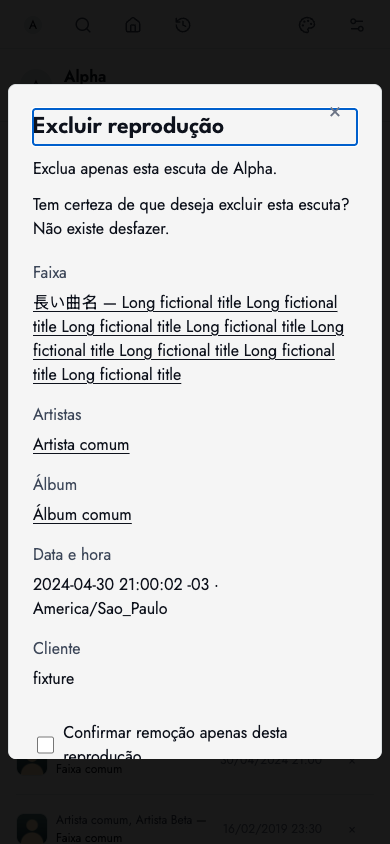 A
Alpha
Excluir reprodução
×
Exclua apenas esta escuta de Alpha.
Tem certeza de que deseja excluir esta escuta?
Não existe desfazer.
Faixa
長い曲名 — Long fictional title Long fictional
title Long fictional title Long fictional title Long
fictional title Long fictional title Long fictional
title Long fictional title
Artistas
Artista comum
Álbum
Álbum comum
Data e hora
2024-04-30 21:00:02 -03 ·
America/Sao_Paulo
Cliente
fixture
Confirmar remoção apenas desta
reprodução
Faixa comum
Artista comum, Artista Beta —
Faixa comum
16/02/2019 23:30